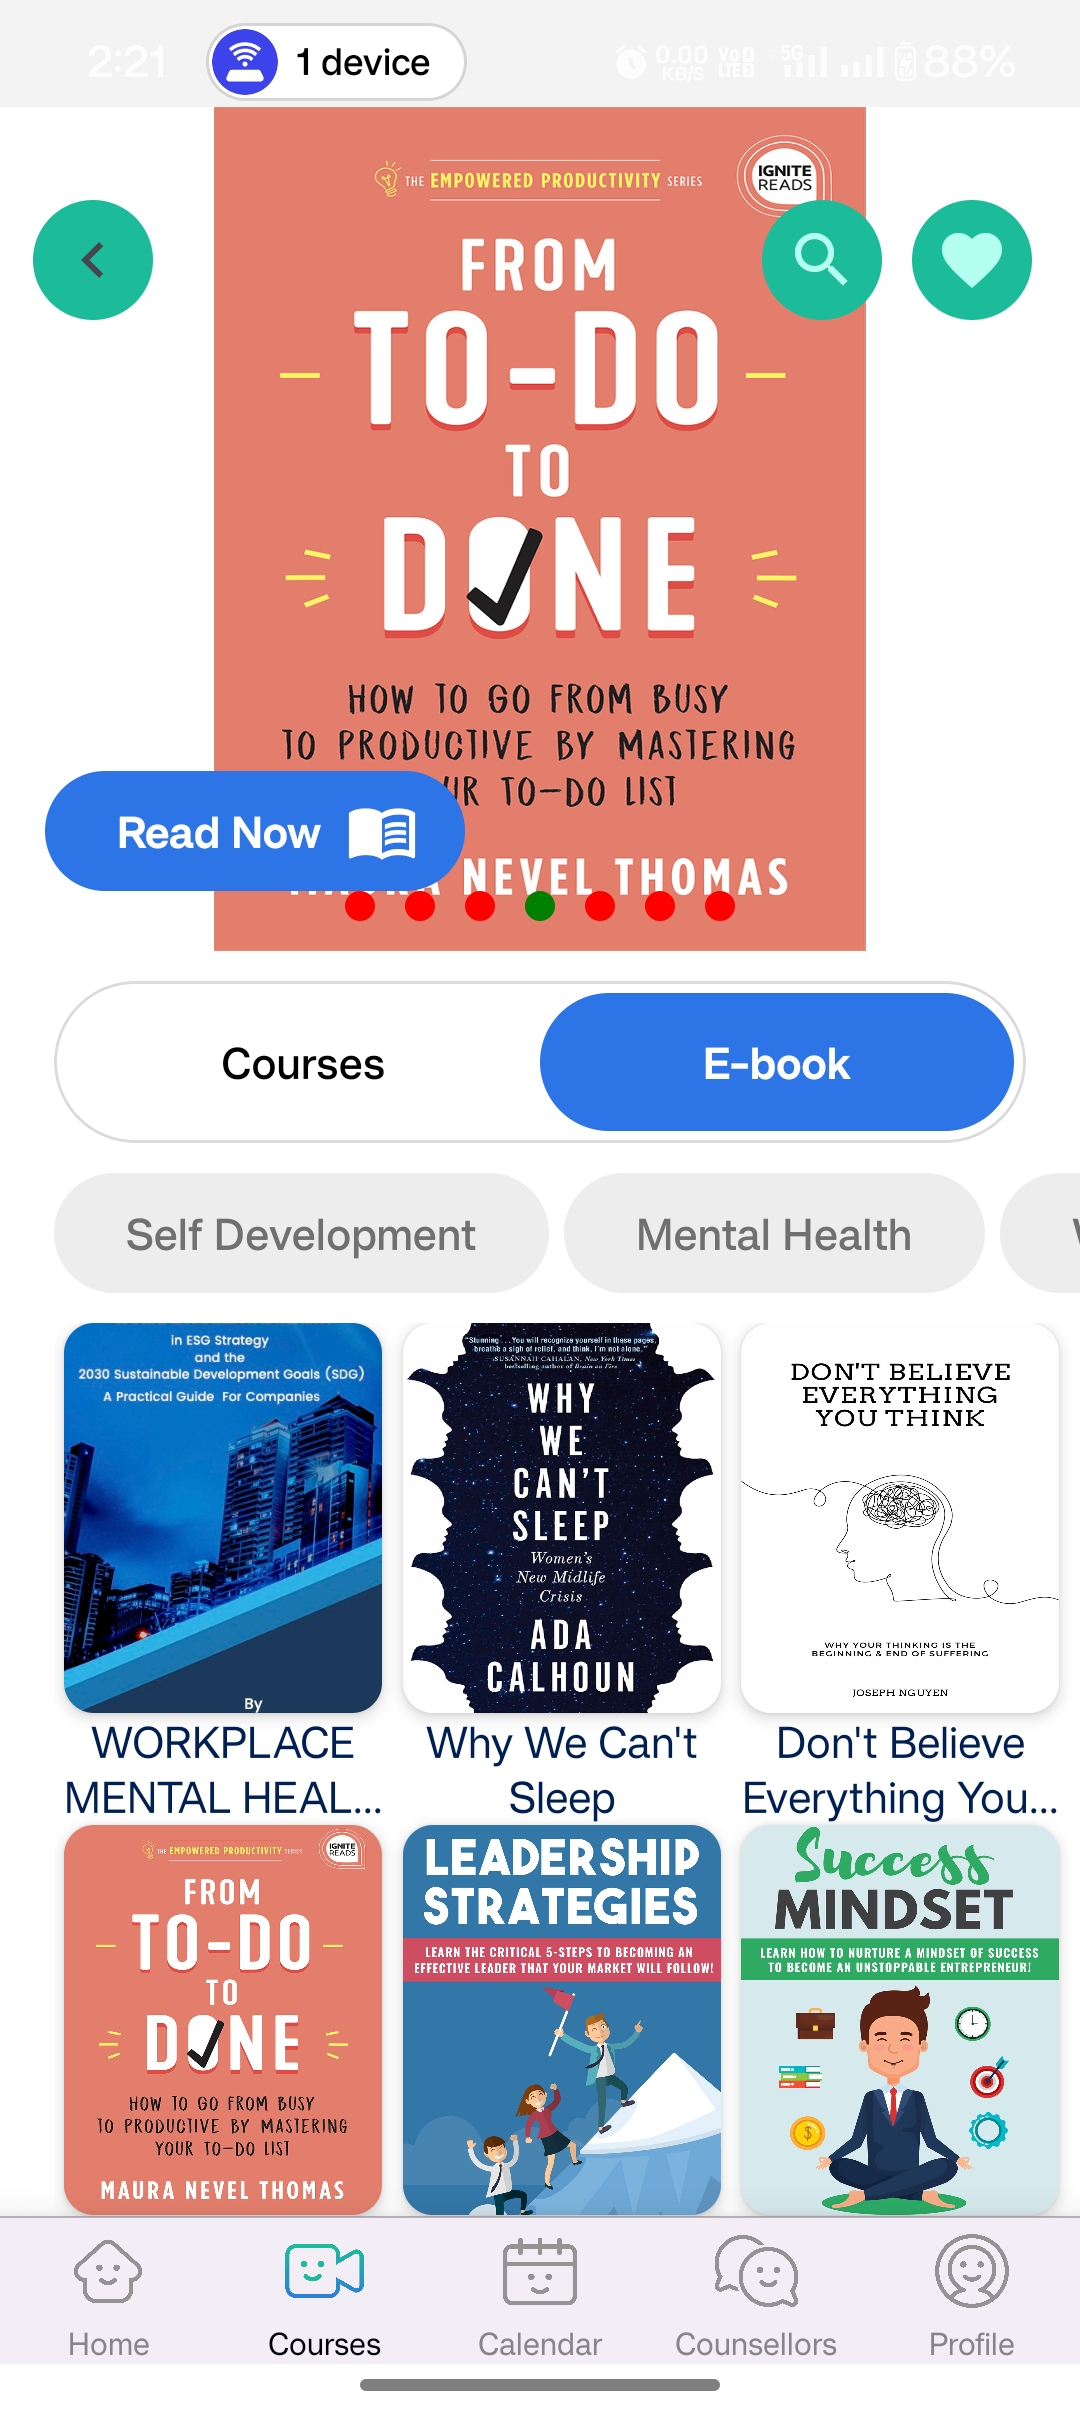 2:21
1 device
0.00
KB/S
Vo
LTE2
5G
88%
THE EMPOWERED PRODUCTIVITY SERIES
IGNITE
READS
FROM
TO-DO
TO
DONE
HOW TO GO FROM BUSY
TO PRODUCTIVE BY MASTERING
TO-DO LIST
Read Now
NEVEL THOMAS
Courses
E-book
Self Development
Mental Health
in ESG Strategy
and the
2030 Sustainable Development Goals (SDG)
A Practical Guide For Companies
By
"Stunning . . . You will recognize yourself in these pages,
breathe a sigh of relief, and think, I'm not alone."
-SUSANNAH CAHALAN, New York Times
bestselling author of Brain on Fire
WHY
WE
CAN'T
SLEEP
Women's
New Midlife
Crisis
ADA
CALHOUN
DON'T BELIEVE
EVERYTHING
YOU THINK
WHY YOUR THINKING IS THE
BEGINNING & END OF SUFFERING
JOSEPH NGUYEN
WORKPLACE
MENTAL HEAL...
Why We Can't
Sleep
Don't Believe
Everything You...
THE EMPOWERED PRODUCTIVITY SERIES
IGNITE
READS
FROM
TO-DO
TO
DONE
HOW TO GO FROM BUSY
TO PRODUCTIVE BY MASTERING
YOUR TO-DO LIST
MAURA NEVEL THOMAS
LEADERSHIP
STRATEGIES
LEARN THE CRITICAL 5-STEPS TO BECOMING AN
EFFECTIVE LEADER THAT YOUR MARKET WILL FOLLOW!
Success
MINDSET
LEARN HOW TO NURTURE A MINDSET OF SUCCESS
TO BECOME AN UNSTOPPABLE ENTREPRENEUR!
Home
Courses
Calendar
Counsellors
Profile